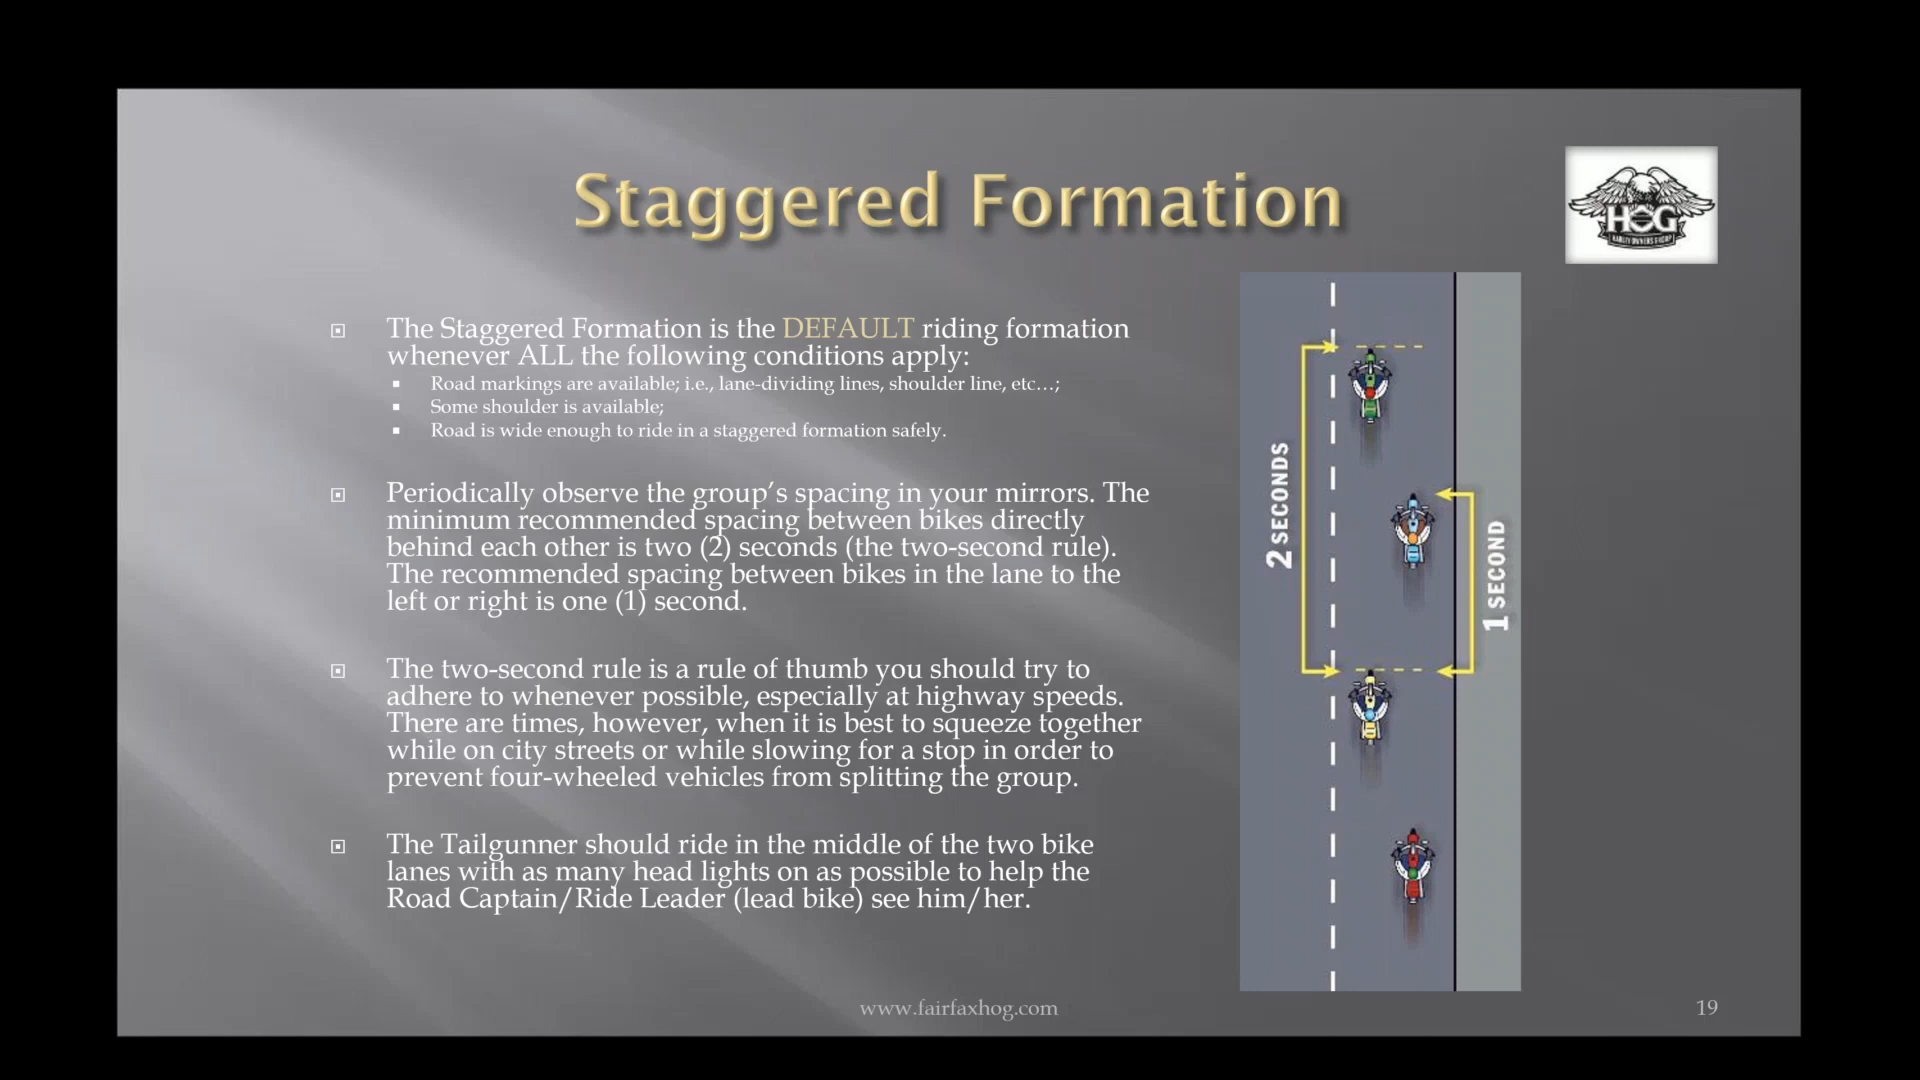 Staggered Formation
HOG
HARLEY OWNERS GROUP
The Staggered Formation is the DEFAULT riding formation
whenever ALL the following conditions apply:
Road markings are available; i.e., lane-dividing lines, shoulder line, etc…;
Some shoulder is available;
Road is wide enough to ride in a staggered formation safely.
Periodically observe the group’s spacing in your mirrors. The
minimum recommended spacing between bikes directly
behind each other is two (2) seconds (the two-second rule).
The recommended spacing between bikes in the lane to the
left or right is one (1) second.
The two-second rule is a rule of thumb you should try to
adhere to whenever possible, especially at highway speeds.
There are times, however, when it is best to squeeze together
while on city streets or while slowing for a stop in order to
prevent four-wheeled vehicles from splitting the group.
The Tailgunner should ride in the middle of the two bike
lanes with as many head lights on as possible to help the
Road Captain/Ride Leader (lead bike) see him/her.
2 SECONDS
1 SECOND
www.fairfaxhog.com
19